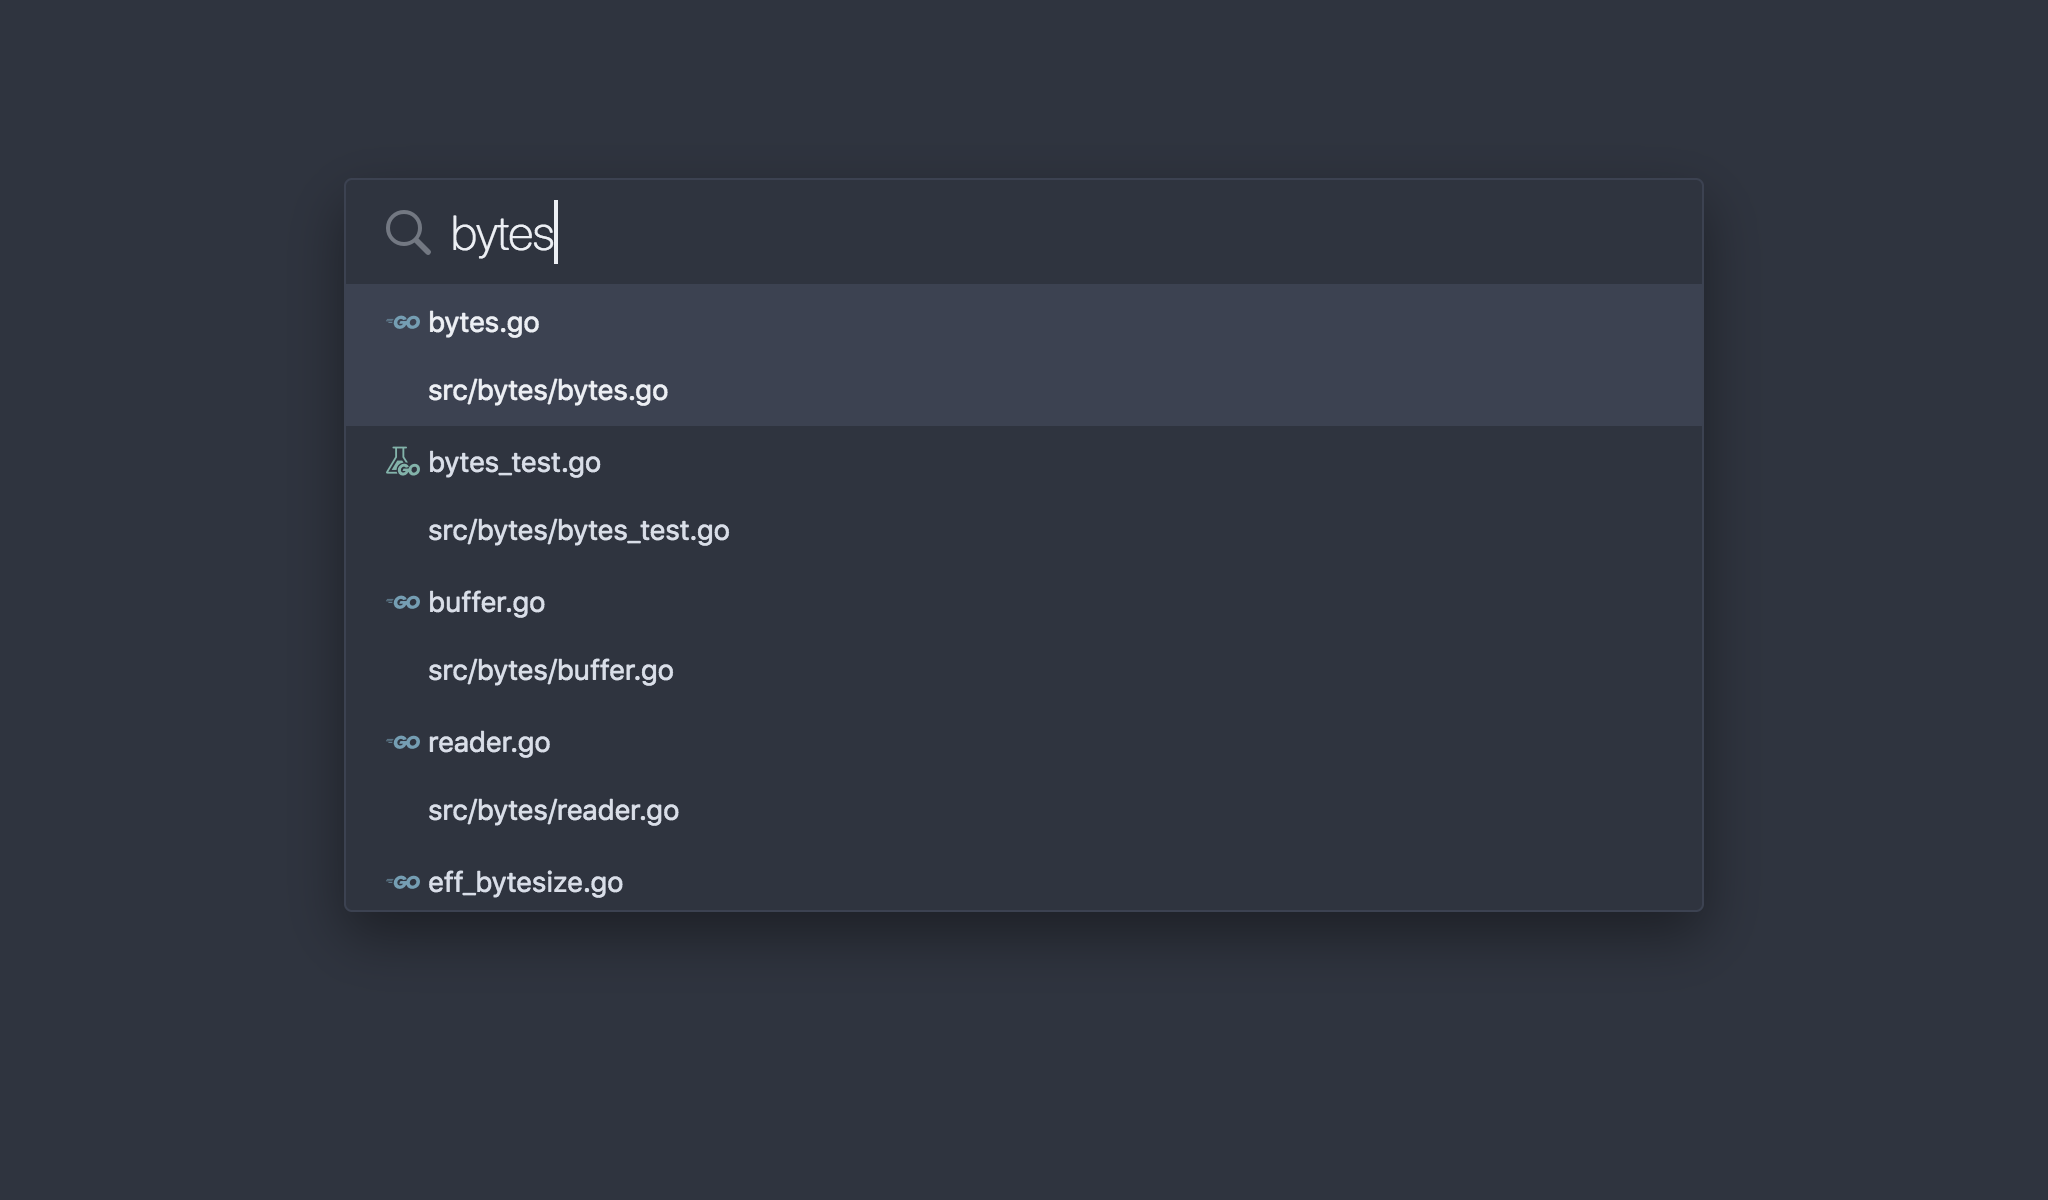 bytes
GO bytes.go
src/bytes/bytes.go
GO bytes_test.go
src/bytes/bytes_test.go
GO buffer.go
src/bytes/buffer.go
GO reader.go
src/bytes/reader.go
GO eff_bytesize.go